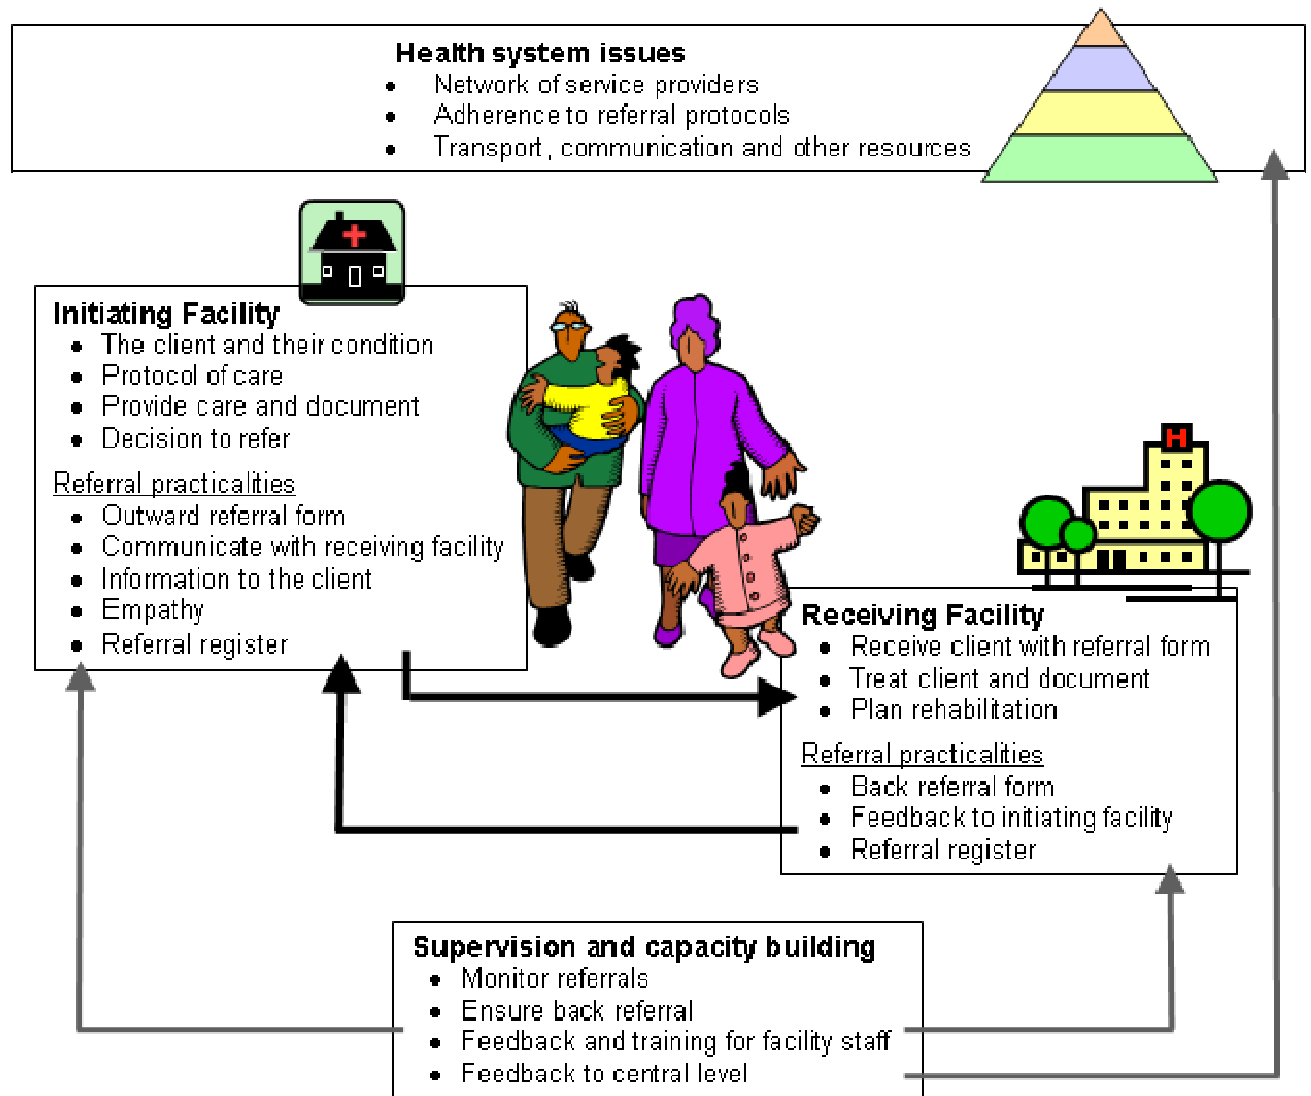 Health system issues
• Network of service providers
• Adherence to referral protocols
• Transport, communication and other resources
Initiating Facility
• The client and their condition
• Protocol of care
• Provide care and document
• Decision to refer
Referral practicalities
• Outward referral form
• Communicate with receiving facility
• Information to the client
• Empathy
• Referral register
H
Receiving Facility
• Receive client with referral form
• Treat client and document
• Plan rehabilitation
Referral practicalities
• Back referral form
• Feedback to initiating facility
• Referral register
Supervision and capacity building
• Monitor referrals
• Ensure back referral
• Feedback and training for facility staff
• Feedback to central level